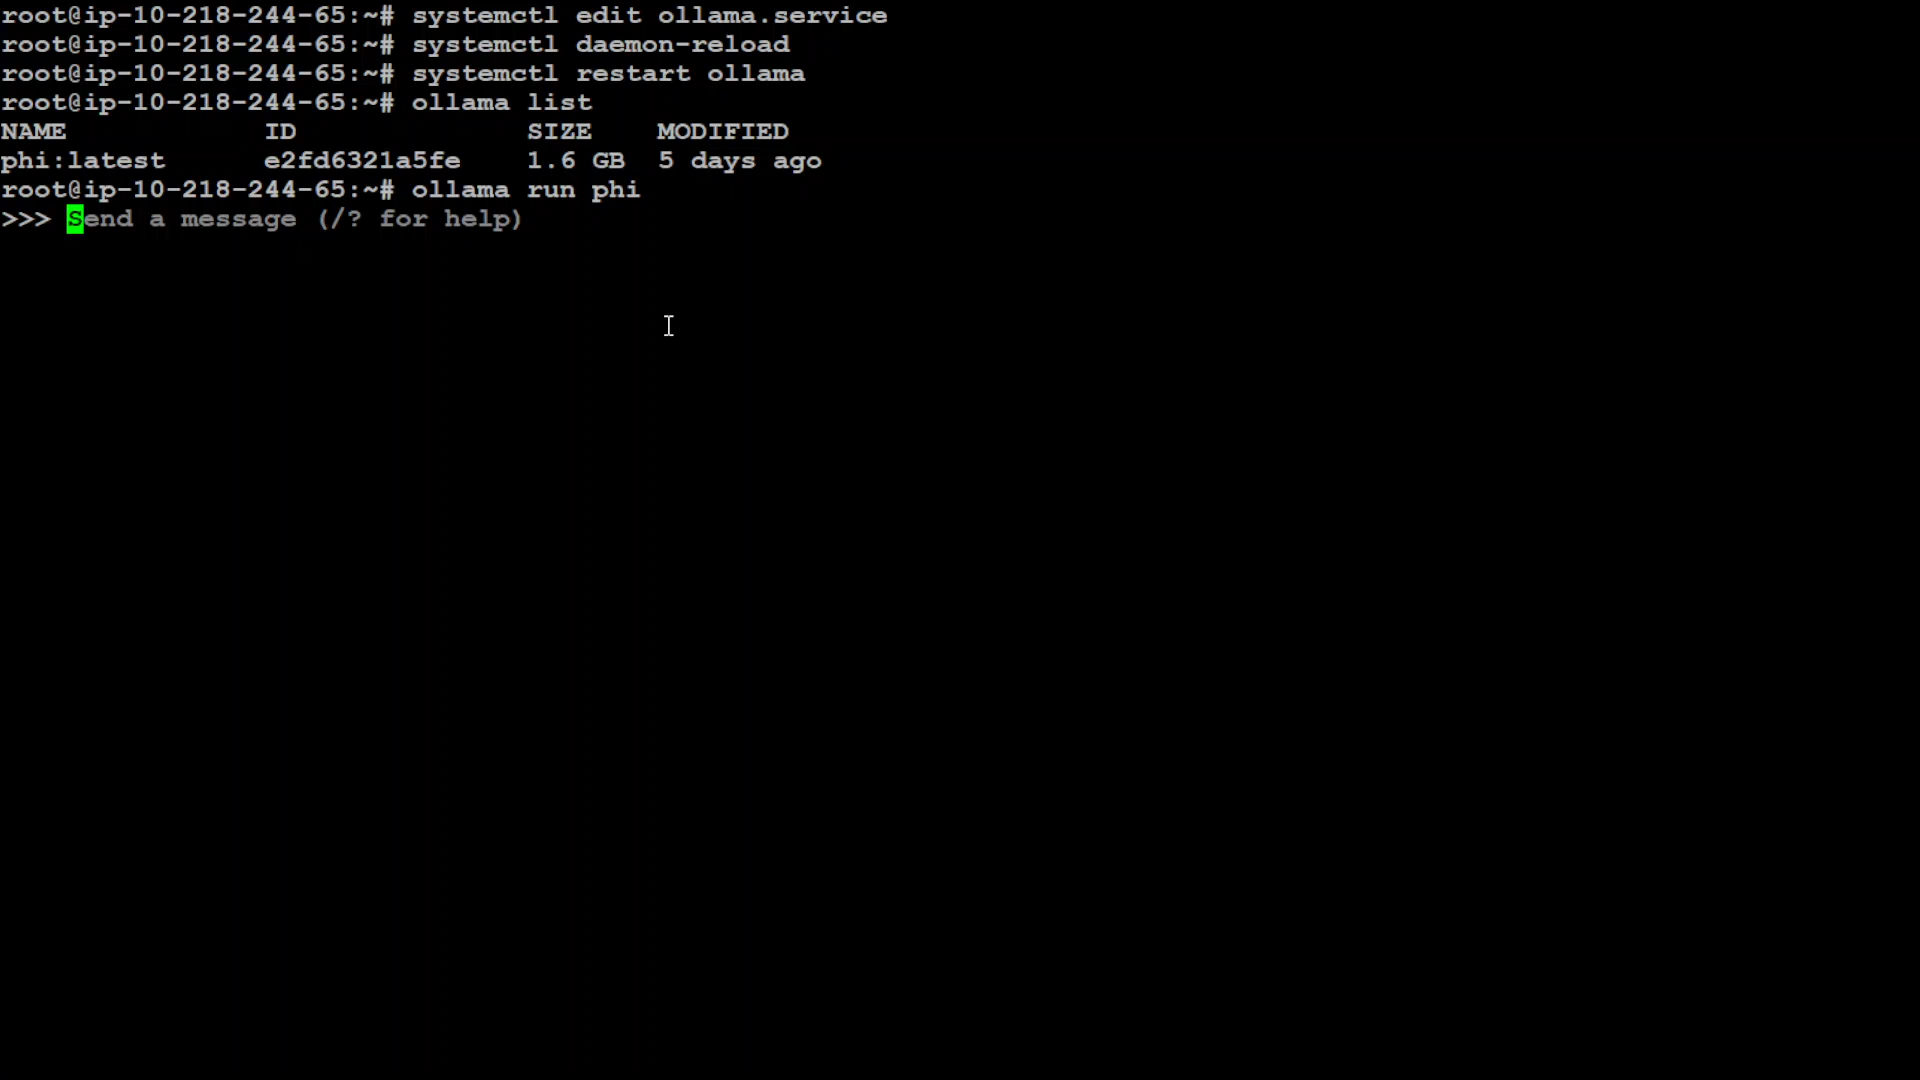 root@ip-10-218-244-65:~# systemctl edit ollama.service
root@ip-10-218-244-65:~# systemctl daemon-reload
root@ip-10-218-244-65:~# systemctl restart ollama
root@ip-10-218-244-65:~# ollama list
NAME ID SIZE MODIFIED
phi:latest e2fd6321a5fe 1.6 GB 5 days ago
root@ip-10-218-244-65:~# ollama run phi
>>> Send a message (/? for help)